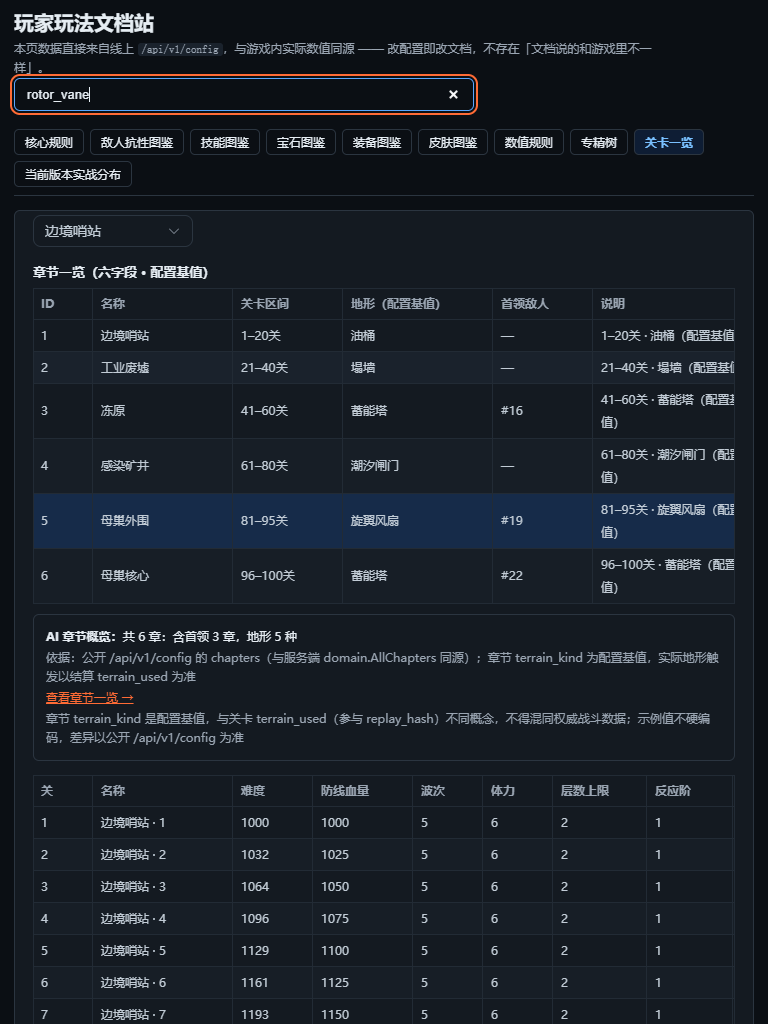 玩家玩法文档站
本页数据直接来自线上 /api/v1/config，与游戏内实际数值同源 —— 改配置即改文档，不存在「文档说的和游戏里不一
样」。
rotor_vane ×
核心规则 敌人抗性图鉴 技能图鉴 宝石图鉴 装备图鉴 皮肤图鉴 数值规则 专精树 关卡一览
当前版本实战分布
边境哨站
章节一览（六字段 • 配置基值）
ID 名称 关卡区间 地形（配置基值） 首领敌人 说明
1 边境哨站 1–20关 油桶 — 1–20关 · 油桶（配置基值
2 工业废墟 21–40关 塌墙 — 21–40关 · 塌墙（配置基值
3 冻原 41–60关 蓄能塔 #16 41–60关 · 蓄能塔（配置基
值）
4 感染矿井 61–80关 潮汐闸门 — 61–80关 · 潮汐闸门（配置
值）
5 母巢外围 81–95关 旋翼风扇 #19 81–95关 · 旋翼风扇（配置
值）
6 母巢核心 96–100关 蓄能塔 #22 96–100关 · 蓄能塔（配置
值）
AI 章节概览：共 6 章：含首领 3 章，地形 5 种
依据：公开 /api/v1/config 的 chapters（与服务端 domain.AllChapters 同源）；章节 terrain_kind 为配置基值，实际地形触
发以结算 terrain_used 为准
查看章节一览 →
章节 terrain_kind 是配置基值，与关卡 terrain_used（参与 replay_hash）不同概念，不得混同权威战斗数据；示例值不硬编
码，差异以公开 /api/v1/config 为准
关 名称 难度 防线血量 波次 体力 层数上限 反应阶
1 边境哨站 · 1 1000 1000 5 6 2 1
2 边境哨站 · 2 1032 1025 5 6 2 1
3 边境哨站 · 3 1064 1050 5 6 2 1
4 边境哨站 · 4 1096 1075 5 6 2 1
5 边境哨站 · 5 1129 1100 5 6 2 1
6 边境哨站 · 6 1161 1125 5 6 2 1
7 边境哨站 · 7 1193 1150 5 6 2 1